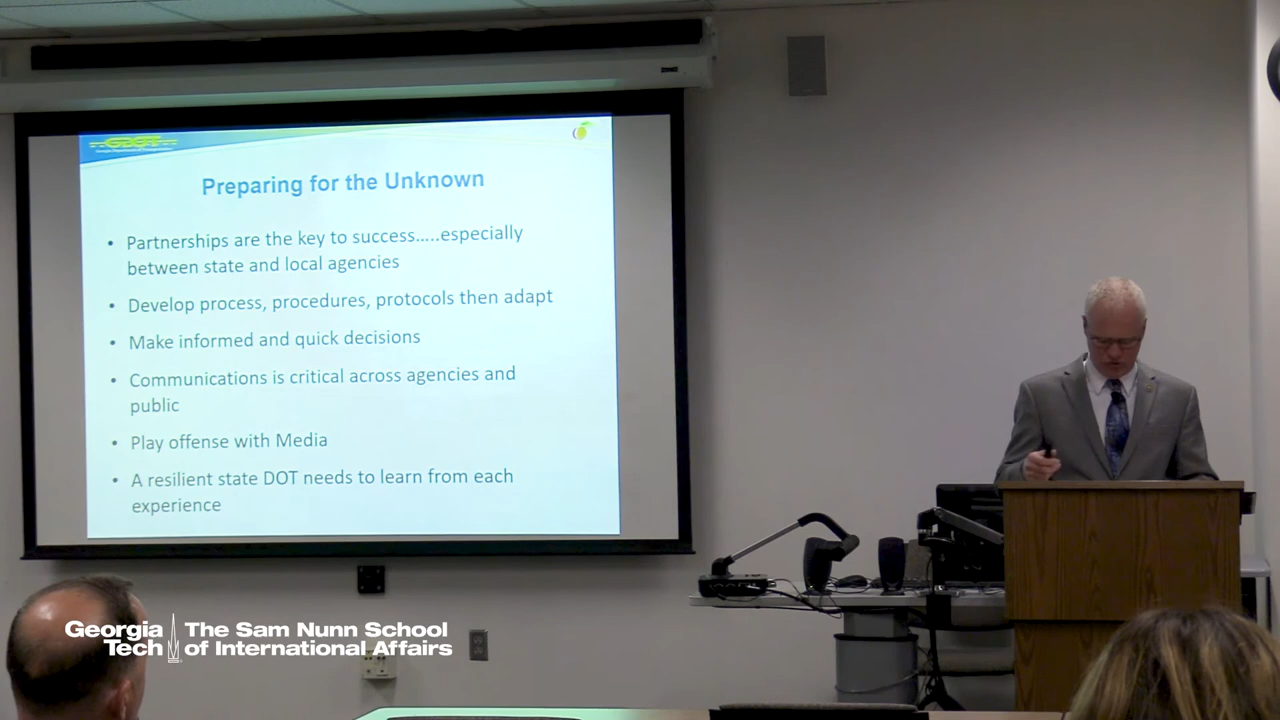 GDOT
Preparing for the Unknown
• Partnerships are the key to success.....especially
between state and local agencies
• Develop process, procedures, protocols then adapt
• Make informed and quick decisions
• Communications is critical across agencies and
public
• Play offense with Media
• A resilient state DOT needs to learn from each
experience
Georgia
Tech
The Sam Nunn School
of International Affairs